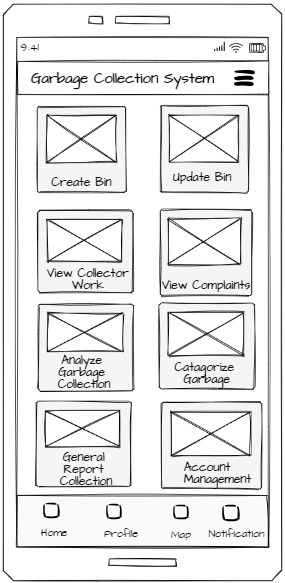 9:41
Garbage Collection System
Create Bin
Update Bin
View Collector
Work
View Complaints
Analyze
Garbage
Collection
Catagorize
Garbage
General
Report
Collection
Account
Management
Home
Profile
Map
Notification